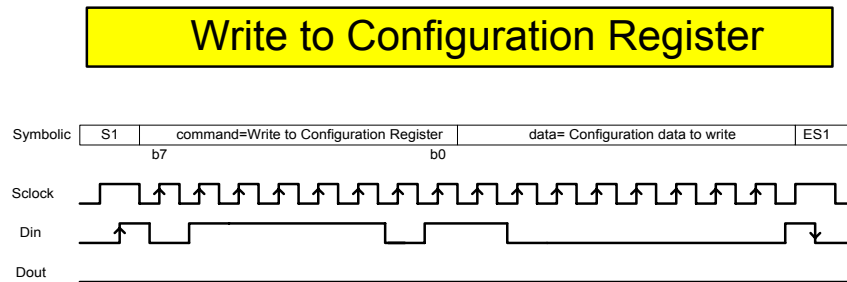 Write to Configuration Register
Symbolic S1 command=Write to Configuration Register data= Configuration data to write ES1
b7 b0
Sclock
Din
Dout